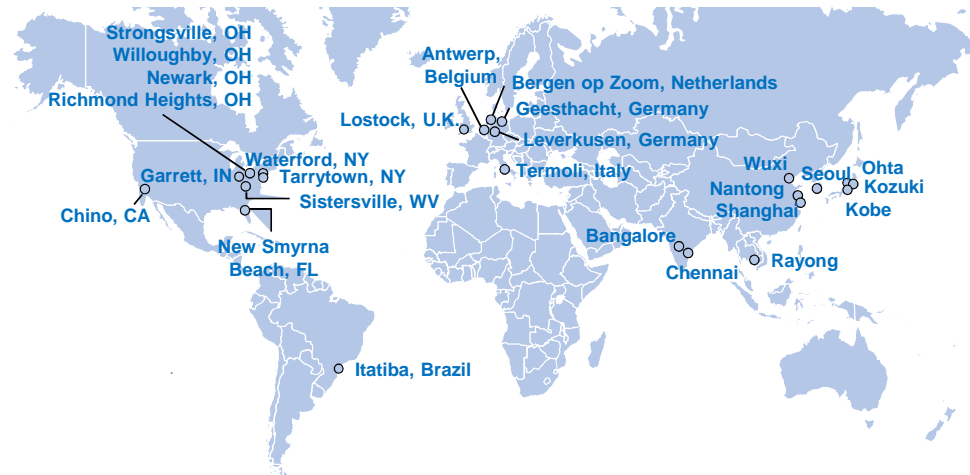 Strongsville, OH
Willoughby, OH
Newark, OH
Richmond Heights, OH
Waterford, NY
Garrett, IN
Tarrytown, NY
Sistersville, WV
Chino, CA
New Smyrna
Beach, FL
Itatiba, Brazil
Antwerp,
Belgium
Bergen op Zoom, Netherlands
Geesthacht, Germany
Lostock, U.K.
Leverkusen, Germany
Termoli, Italy
Wuxi
Seoul
Ohta
Kozuki
Nantong
Shanghai
Kobe
Bangalore
Chennai
Rayong